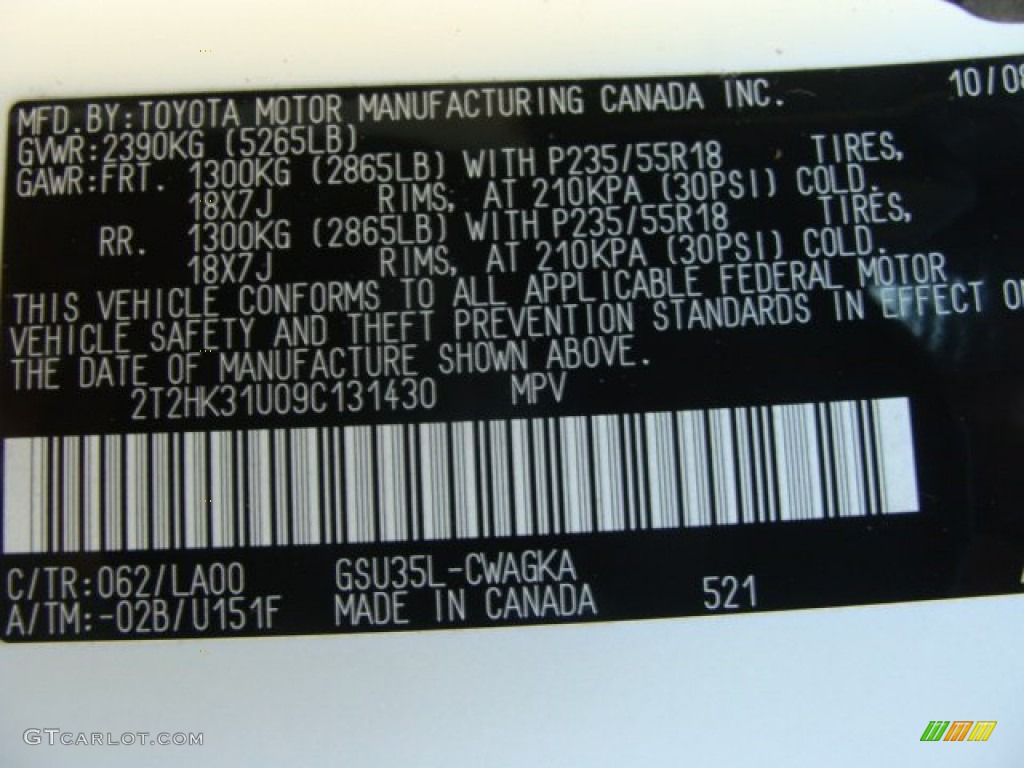 MFD.BY:TOYOTA MOTOR MANUFACTURING CANADA INC. 10/08
GVWR:2390KG (5265LB)
GAWR:FRT. 1300KG (2865LB) WITH P235/55R18 TIRES,
18X7J RIMS, AT 210KPA (30PSI) COLD.
RR. 1300KG (2865LB) WITH P235/55R18 TIRES,
18X7J RIMS, AT 210KPA (30PSI) COLD.
THIS VEHICLE CONFORMS TO ALL APPLICABLE FEDERAL MOTOR
VEHICLE SAFETY AND THEFT PREVENTION STANDARDS IN EFFECT ON
THE DATE OF MANUFACTURE SHOWN ABOVE.
2T2HK31U09C131430 MPV
C/TR:062/LA00 GSU35L-CWAGKA
A/TM:-02B/U151F MADE IN CANADA 521
GTCARLOT.COM